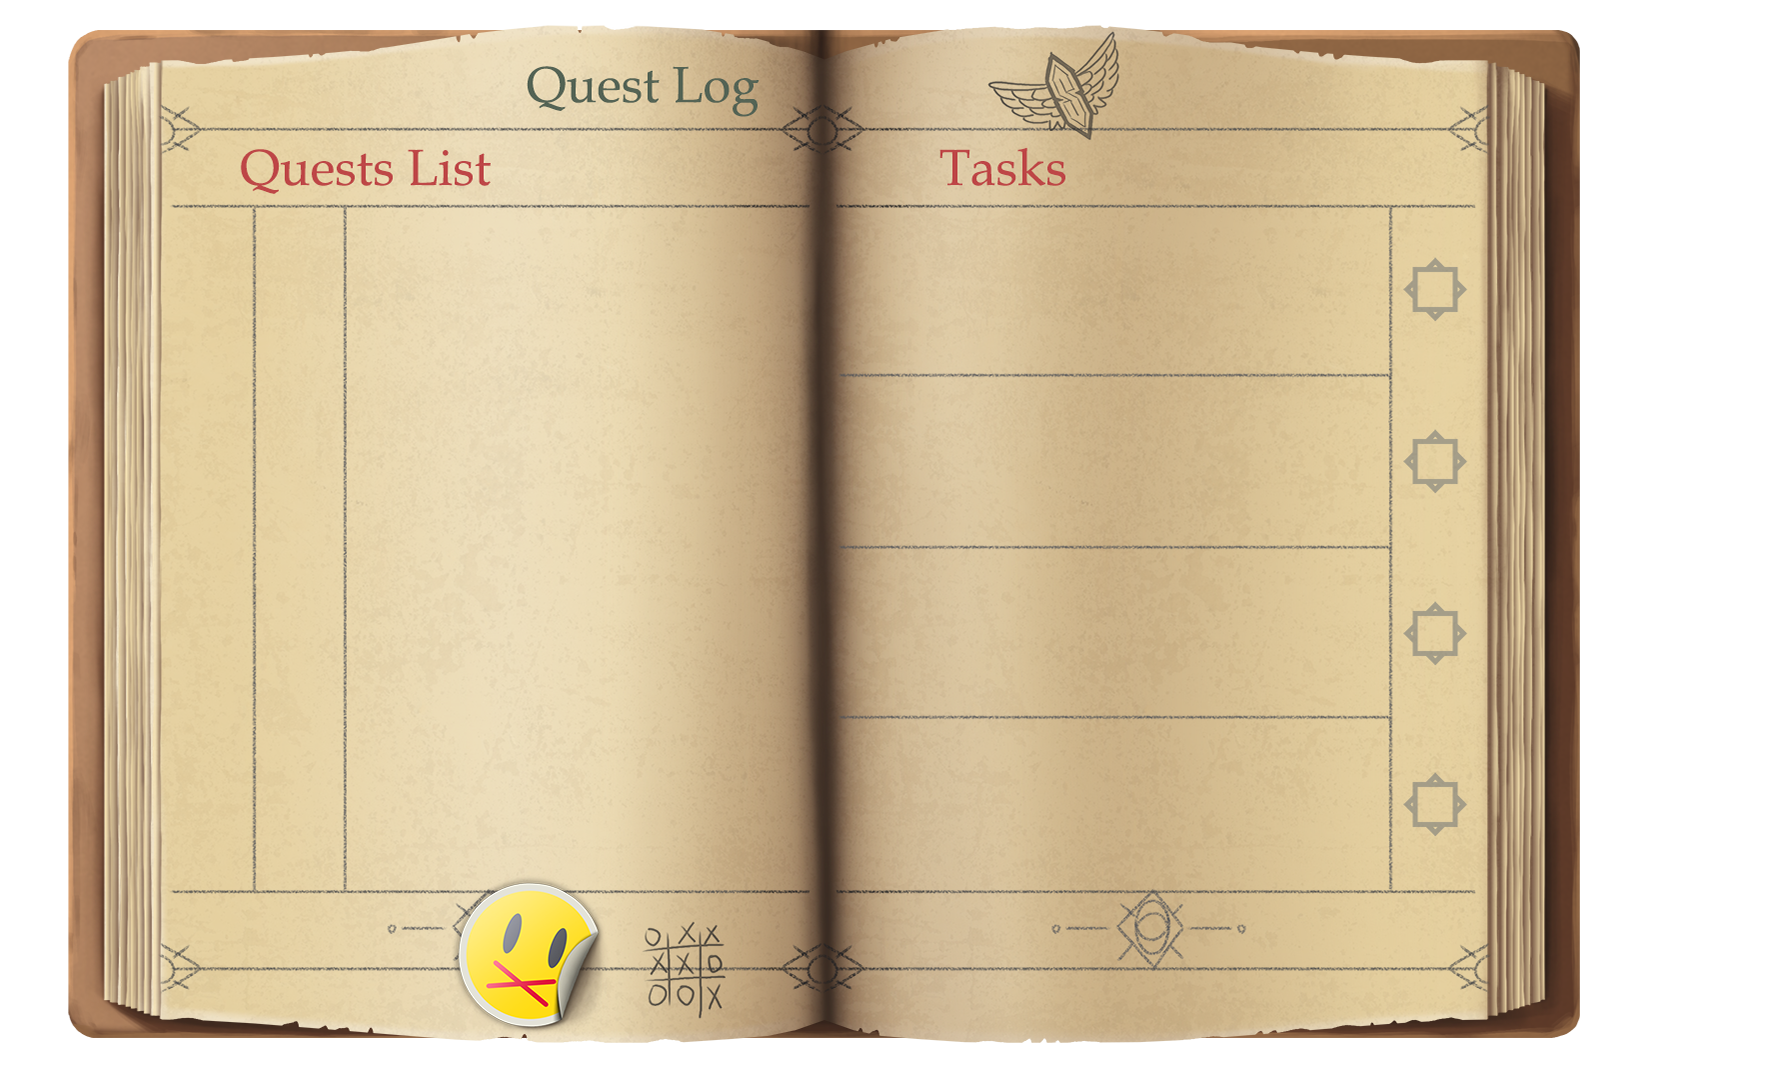 Quest Log
Quests List
Tasks
O X X
X X O
O O X